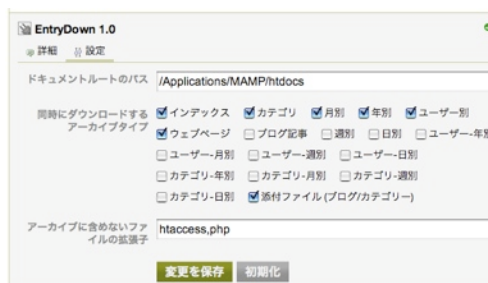 EntryDown 1.0
詳細 設定
ドキュメントルートのパス /Applications/MAMP/htdocs
同時にダウンロードする インデックス カテゴリ 月別 年別 ユーザー別
アーカイブタイプ ウェブページ ブログ記事 週別 日別 ユーザー-年別
ユーザー-月別 ユーザー-週別 ユーザー-日別
カテゴリ-年別 カテゴリ-月別 カテゴリ-週別
カテゴリ-日別 添付ファイル (ブログ/カテゴリー)
アーカイブに含めないファ htaccess,php
イルの拡張子
変更を保存 初期化